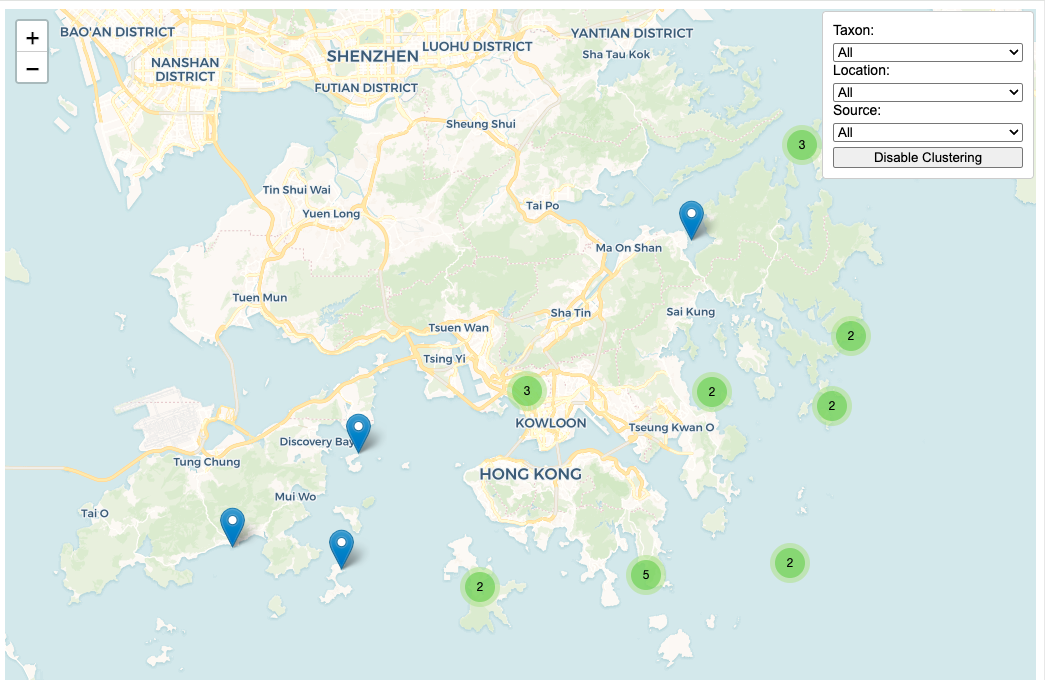 +
−
BAO'AN DISTRICT
NANSHAN
DISTRICT
SHENZHEN
LUOHU DISTRICT
FUTIAN DISTRICT
YANTIAN DISTRICT
Sha Tau Kok
Taxon:
All
Location:
All
Source:
All
Disable Clustering
Sheung Shui
3
Tin Shui Wai
Yuen Long
Tai Po
Ma On Shan
Tuen Mun
Sha Tin
Sai Kung
Tsuen Wan
2
Tsing Yi
3
2
2
KOWLOON
Tseung Kwan O
Discovery Bay
Tung Chung
HONG KONG
Mui Wo
Tai O
2
5
2